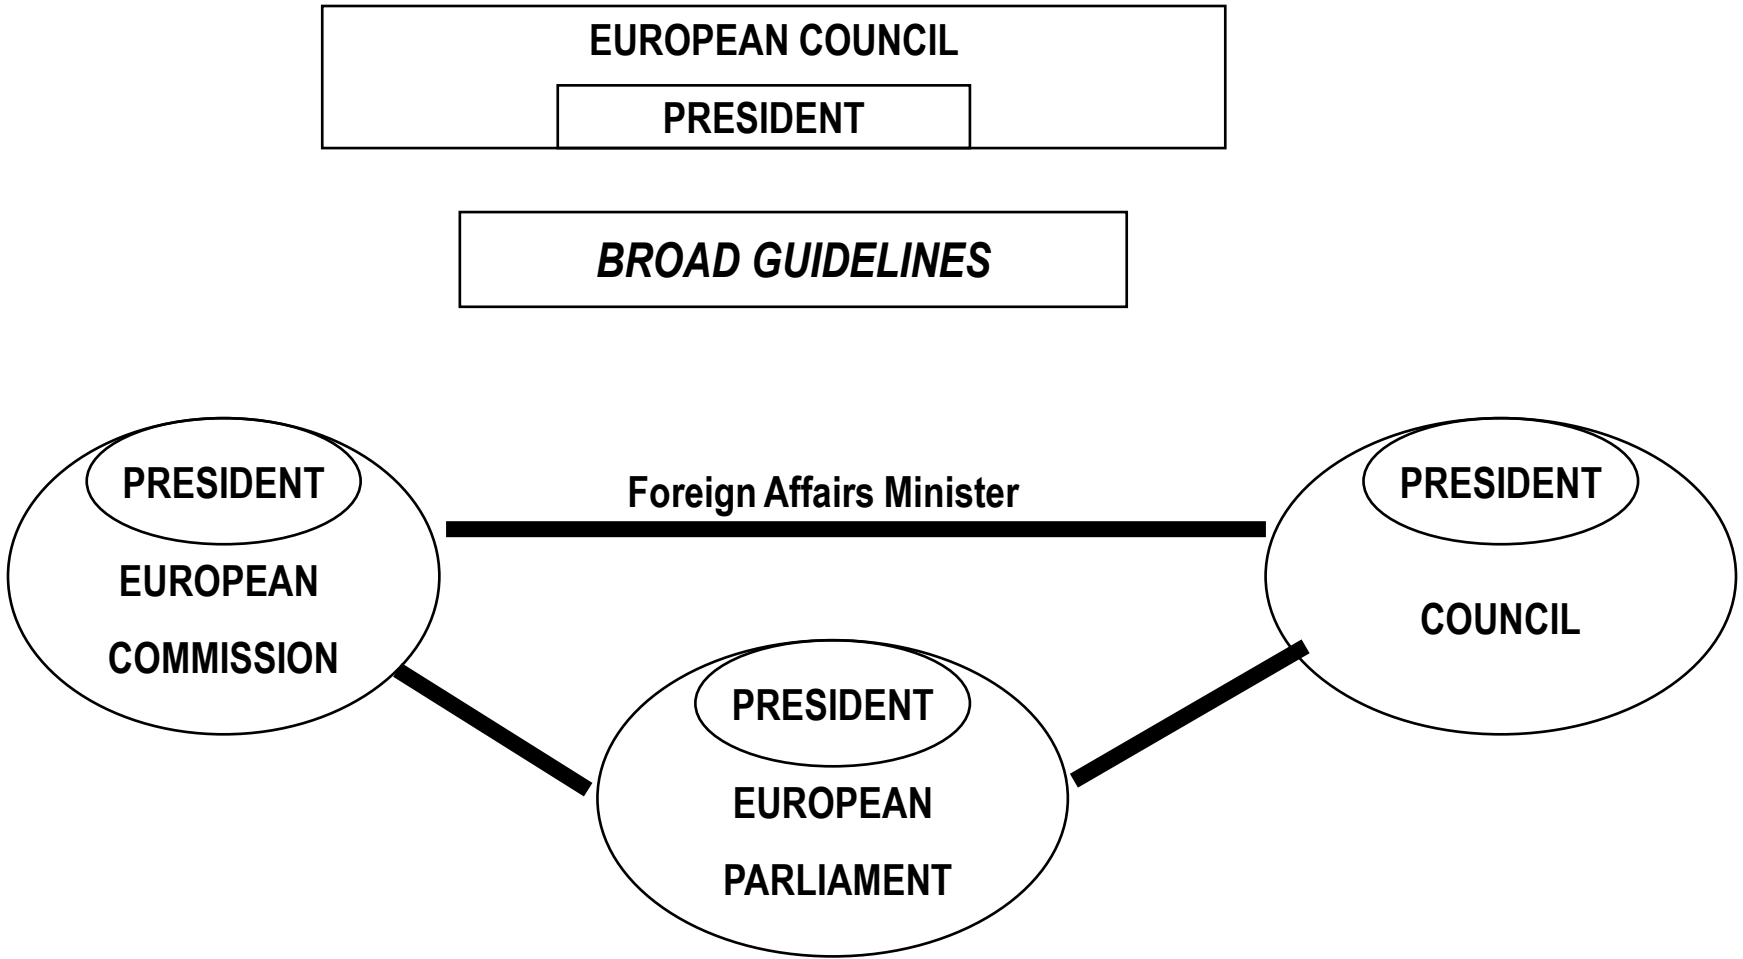 EUROPEAN COUNCIL
PRESIDENT
BROAD GUIDELINES
PRESIDENT
EUROPEAN
COMMISSION
Foreign Affairs Minister
PRESIDENT
COUNCIL
PRESIDENT
EUROPEAN
PARLIAMENT